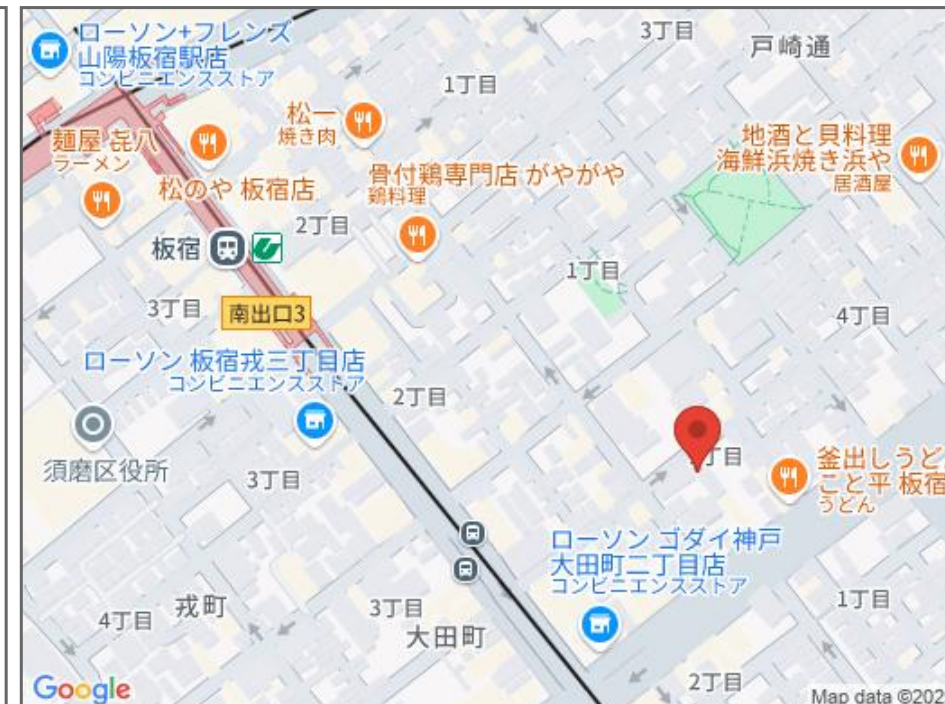 ローソン+フレンズ
山陽板宿駅店
コンビニエンスストア
3丁目
戸崎通
1丁目
松一
焼き肉
麺屋 㐂八
ラーメン
地酒と貝料理
海鮮浜焼き浜や
居酒屋
骨付鶏専門店 がやがや
鶏料理
松のや 板宿店
2丁目
板宿
1丁目
3丁目
南出口3
4丁目
ローソン 板宿戎三丁目店
コンビニエンスストア
2丁目
須磨区役所
3丁目
丁目
釜出しうど
こと平 板宿
うどん
ローソン ゴダイ神戸
大田町二丁目店
コンビニエンスストア
戎町
4丁目
3丁目
大田町
1丁目
2丁目
Google
Map data ©202